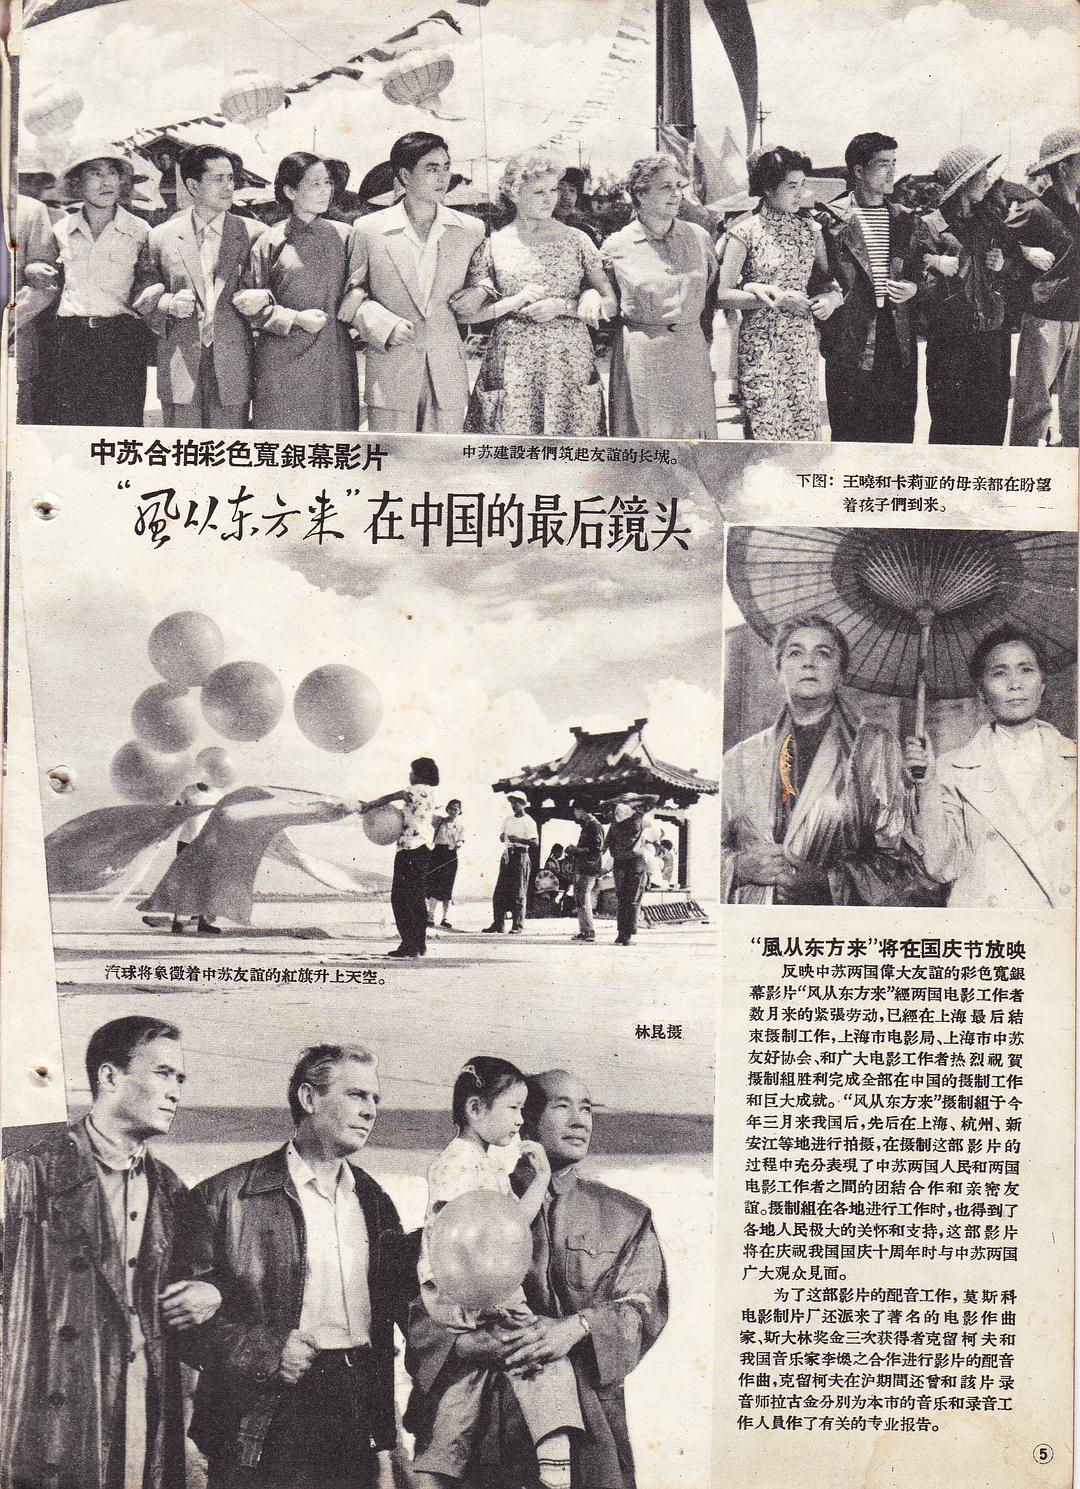 中苏合拍彩色寬銀幕影片
“風从东方来”在中国的最后鏡头
中苏建設者們筑起友誼的长城。
下图：王曉和卡莉亚的母亲都在盼望
着孩子們到来。
汽球将象徵着中苏友誼的紅旗升上天空。
林昆摄
“風从东方来”将在国庆节放映
反映中苏两国偉大友誼的彩色寬銀
幕影片“风从东方来”經两国电影工作者
数月来的紧張劳动，已經在上海最后結
束摄制工作，上海市电影局、上海市中苏
友好协会、和广大电影工作者热烈祝賀
摄制組胜利完成全部在中国的摄制工作
和巨大成就。“风从东方来”摄制組于今
年三月来我国后，先后在上海、杭州、新
安江等地进行拍摄，在摄制这部影片的
过程中充分表現了中苏两国人民和两国
电影工作者之間的团結合作和亲密友
誼。摄制組在各地进行工作时，也得到了
各地人民极大的关怀和支持，这部影片
将在庆祝我国国庆十周年时与中苏两国
广大观众見面。
为了这部影片的配音工作，莫斯科
电影制片厂还派来了著名的电影作曲
家、斯大林奖金三次获得者克留柯夫和
我国音乐家李煥之合作进行影片的配音
作曲，克留柯夫在沪期間还曾和該片录
音师拉古金分別为本市的音乐和录音工
作人員作了有关的专业报告。
5